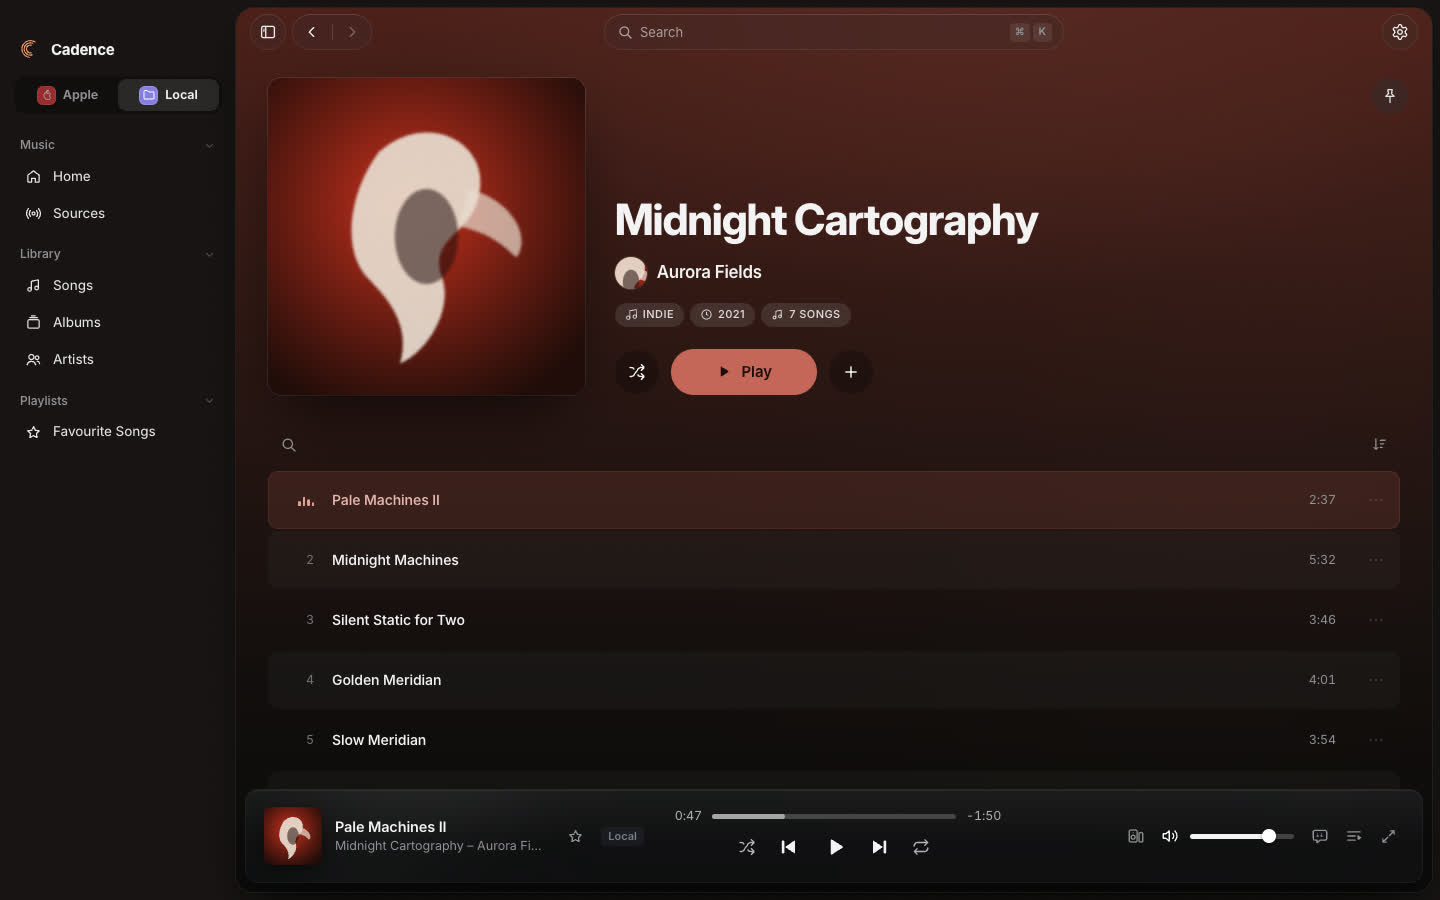 Cadence
Apple
Local
Music
Home
Sources
Library
Songs
Albums
Artists
Playlists
Favourite Songs
Search
⌘ K
Midnight Cartography
Aurora Fields
INDIE
2021
7 SONGS
Play
Pale Machines II
2:37
2
Midnight Machines
5:32
3
Silent Static for Two
3:46
4
Golden Meridian
4:01
5
Slow Meridian
3:54
Pale Machines II
Midnight Cartography – Aurora Fi...
Local
0:47
-1:50